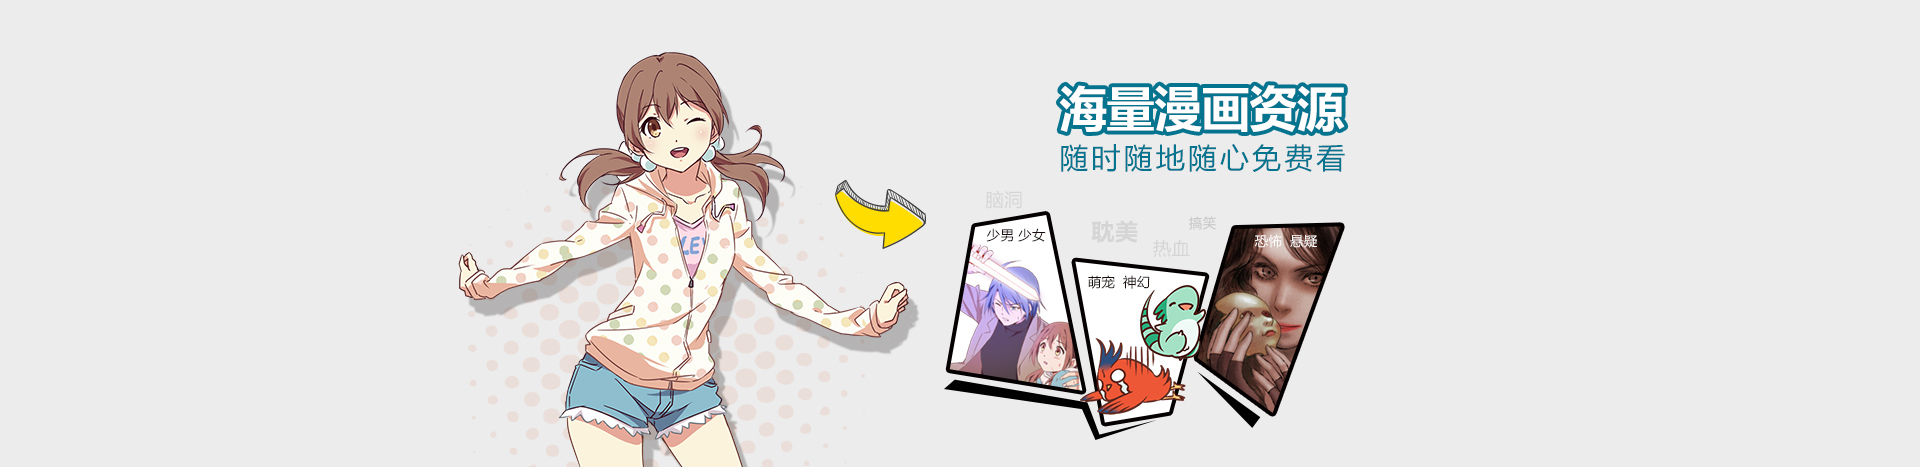 海量漫画资源
随时随地随心免费看
脑洞
耽美
搞笑
热血
少男 少女
恐怖 悬疑
萌宠 神幻